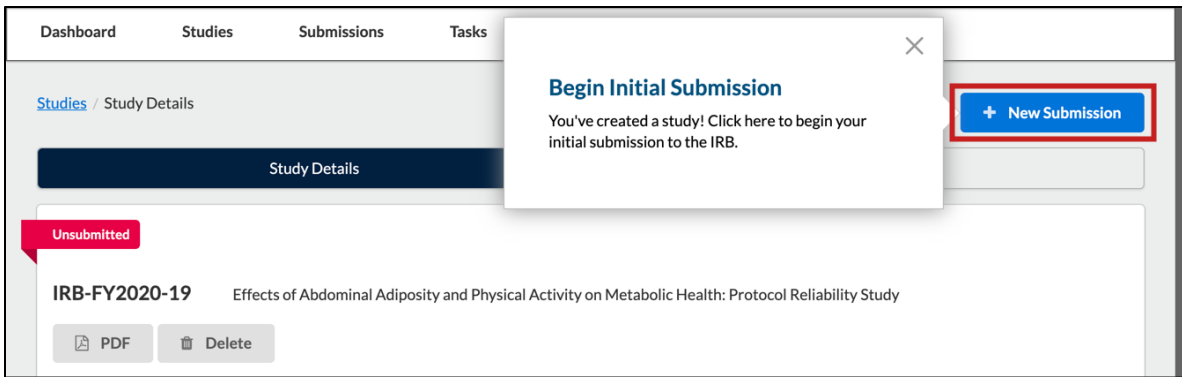 Dashboard Studies Submissions Tasks
Begin Initial Submission
You've created a study! Click here to begin your
initial submission to the IRB.
+ New Submission
Studies / Study Details
Study Details
Unsubmitted
IRB-FY2020-19 Effects of Abdominal Adiposity and Physical Activity on Metabolic Health: Protocol Reliability Study
PDF Delete